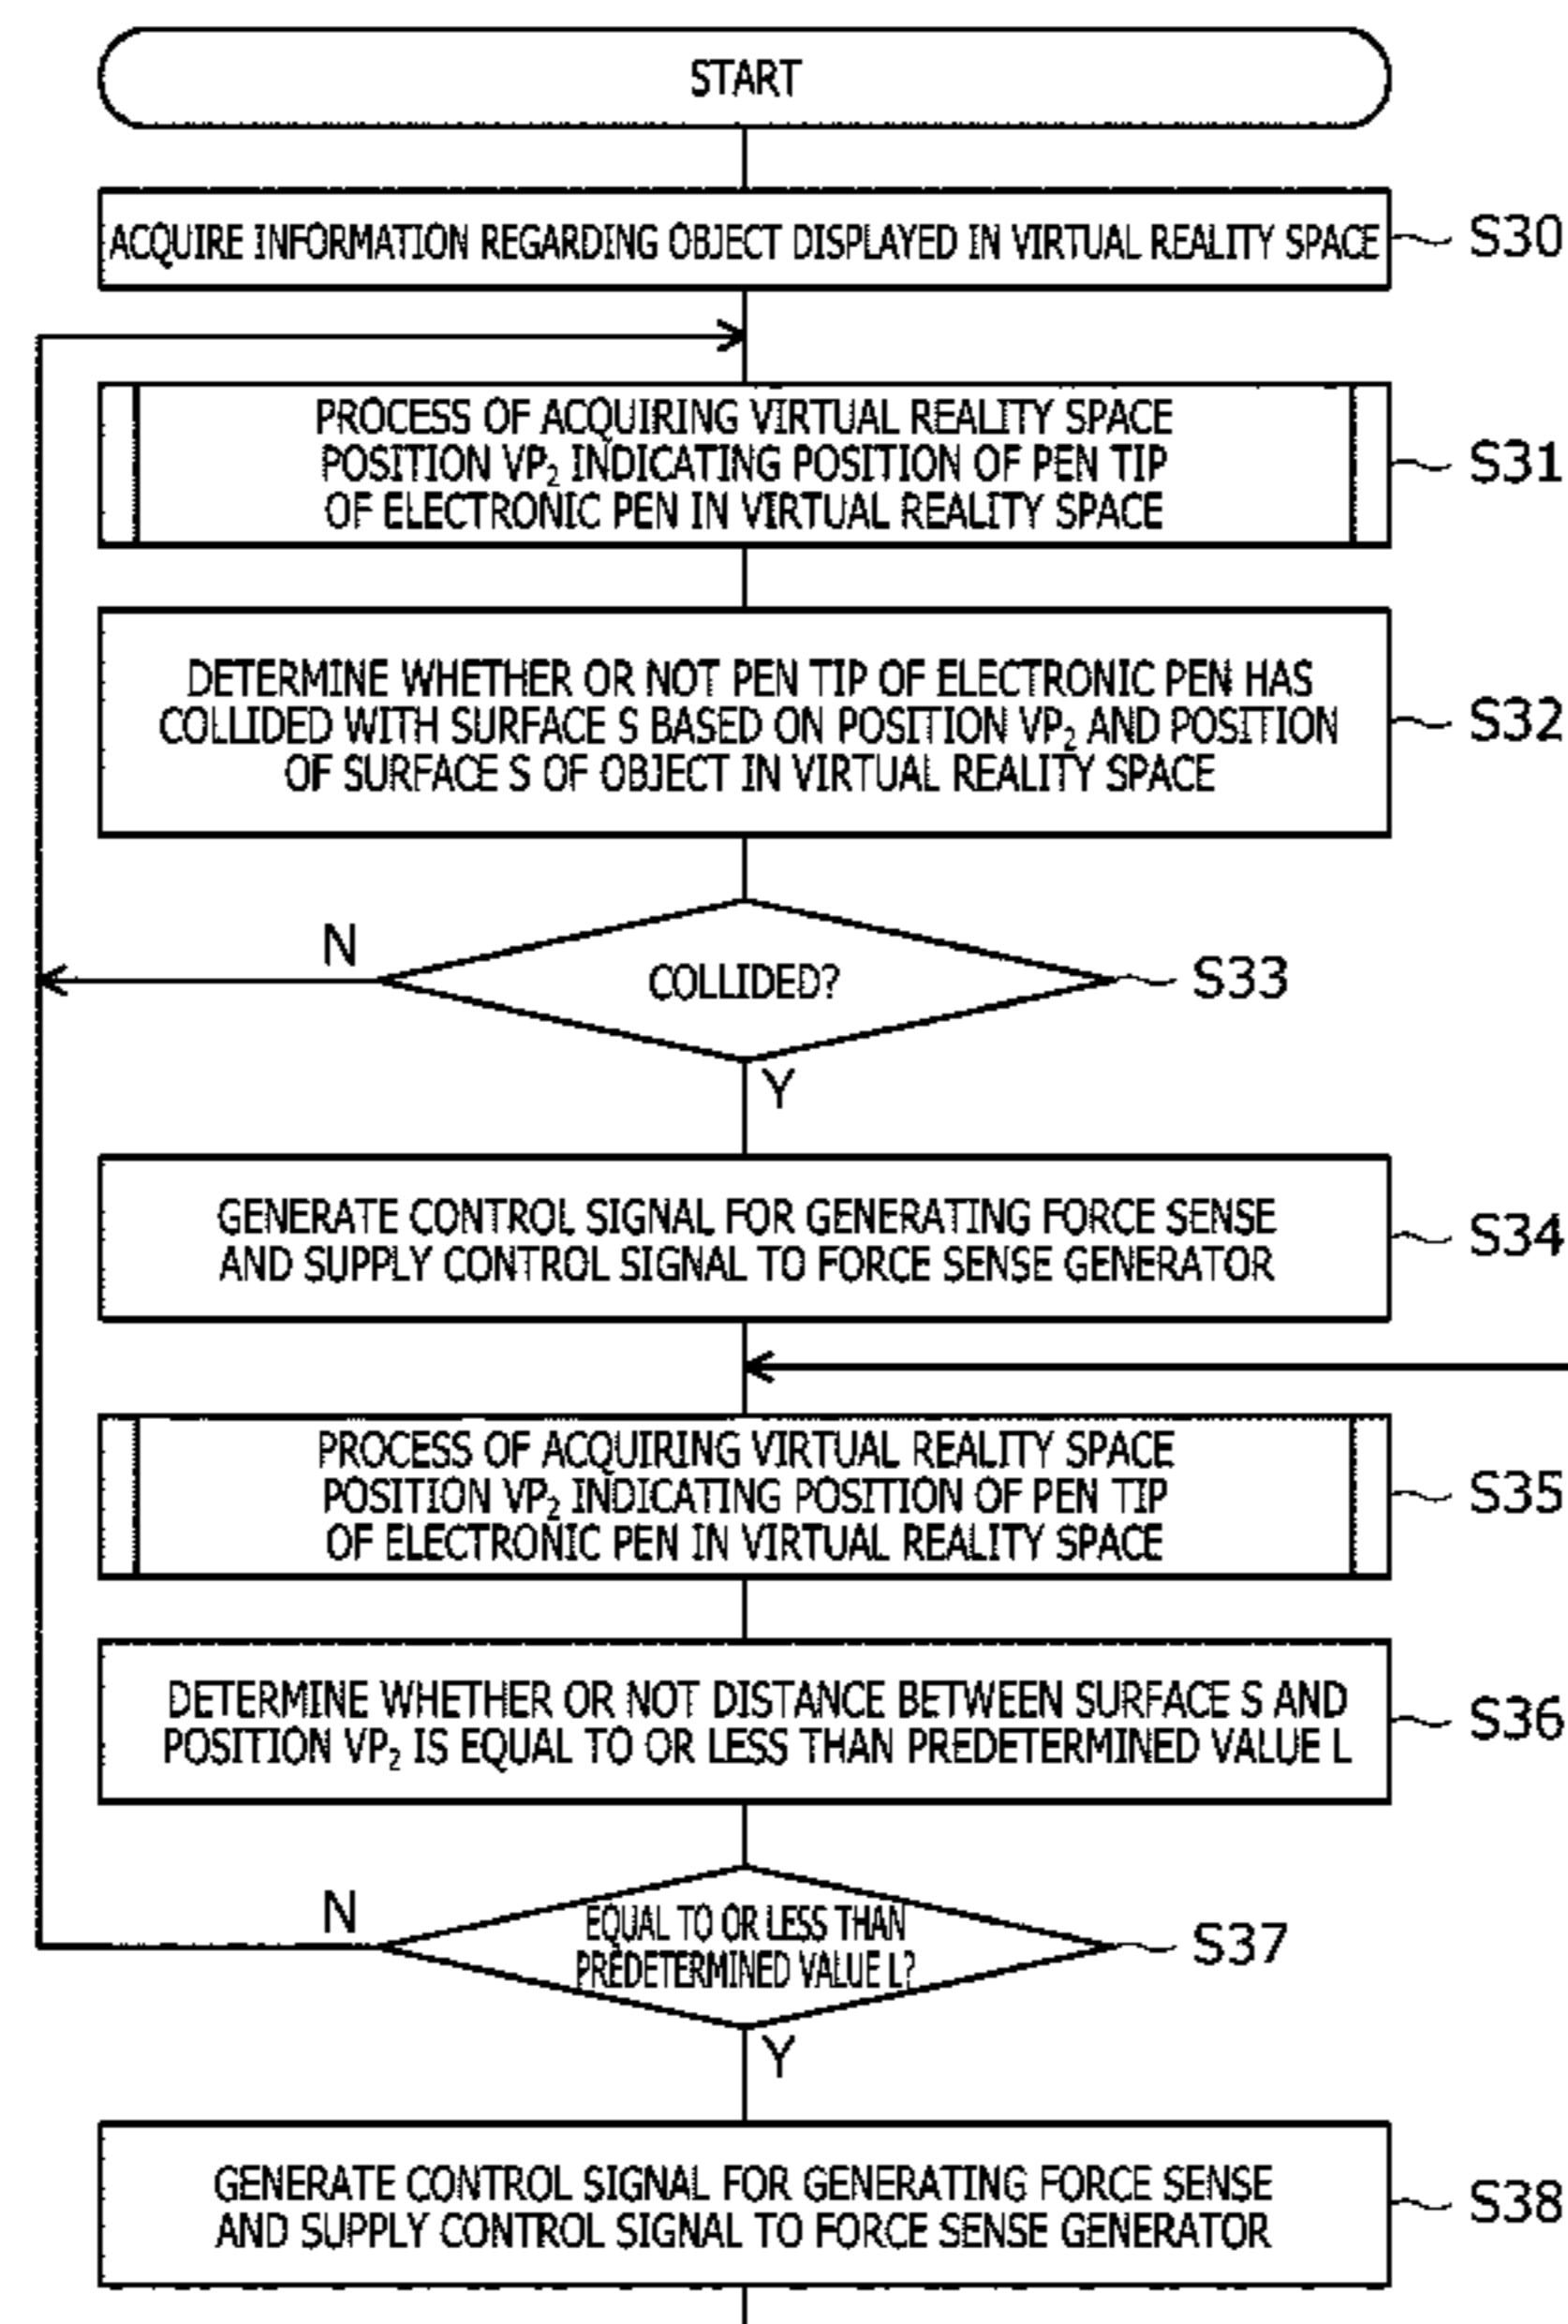 START
ACQUIRE INFORMATION REGARDING OBJECT DISPLAYED IN VIRTUAL REALITY SPACE
S30
PROCESS OF ACQUIRING VIRTUAL REALITY SPACE
POSITION VP₂ INDICATING POSITION OF PEN TIP
OF ELECTRONIC PEN IN VIRTUAL REALITY SPACE
S31
DETERMINE WHETHER OR NOT PEN TIP OF ELECTRONIC PEN HAS
COLLIDED WITH SURFACE S BASED ON POSITION VP₂ AND POSITION
OF SURFACE S OF OBJECT IN VIRTUAL REALITY SPACE
S32
N
COLLIDED?
S33
Y
GENERATE CONTROL SIGNAL FOR GENERATING FORCE SENSE
AND SUPPLY CONTROL SIGNAL TO FORCE SENSE GENERATOR
S34
PROCESS OF ACQUIRING VIRTUAL REALITY SPACE
POSITION VP₂ INDICATING POSITION OF PEN TIP
OF ELECTRONIC PEN IN VIRTUAL REALITY SPACE
S35
DETERMINE WHETHER OR NOT DISTANCE BETWEEN SURFACE S AND
POSITION VP₂ IS EQUAL TO OR LESS THAN PREDETERMINED VALUE L
S36
N
EQUAL TO OR LESS THAN
PREDETERMINED VALUE L?
S37
Y
GENERATE CONTROL SIGNAL FOR GENERATING FORCE SENSE
AND SUPPLY CONTROL SIGNAL TO FORCE SENSE GENERATOR
S38